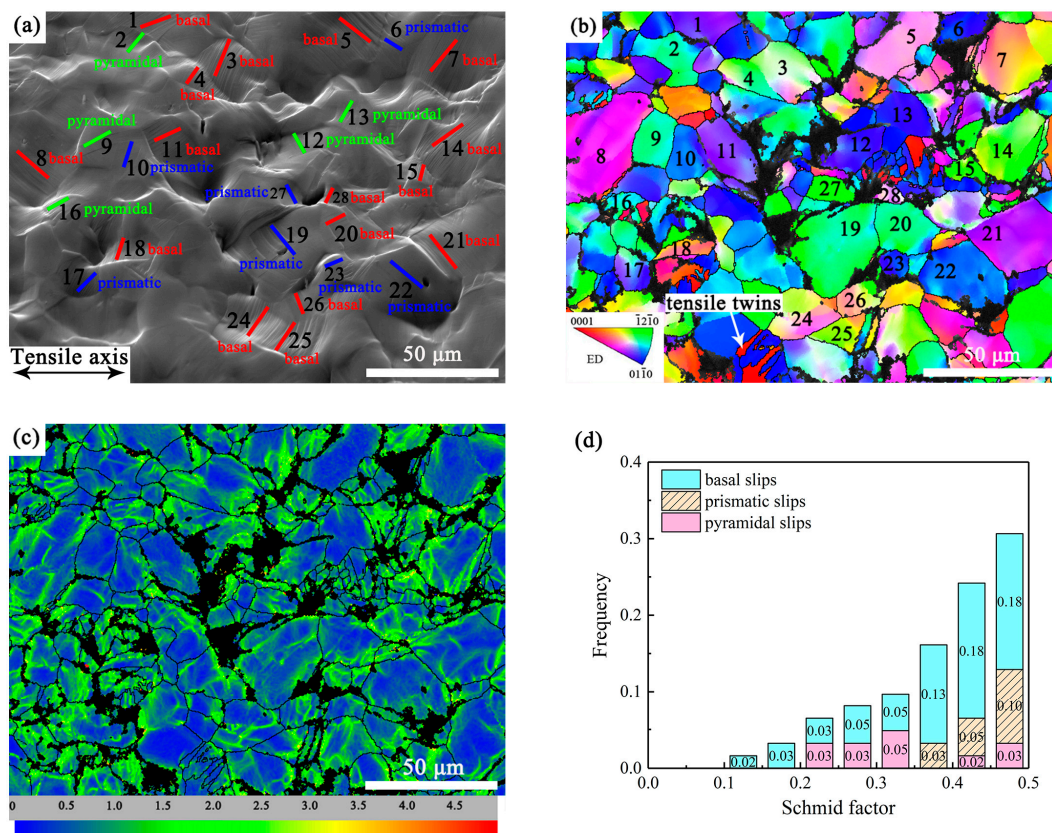 (a)
1
2
pyramidal
3
basal
4
basal
basal
5
6
prismatic
7
basal
8
basal
pyramidal
9
10
prismatic
11
basal
12
pyramidal
13
pyramidal
14
basal
15
basal
16
pyramidal
17
prismatic
18
basal
19
prismatic
prismatic
27
28
basal
20
basal
21
basal
22
prismatic
23
prismatic
24
basal
25
basal
26
basal
basal
Tensile axis
50 μm
(b)
1
2
3
4
5
6
7
8
9
10
11
12
13
14
15
16
17
18
19
20
21
22
23
24
25
26
27
28
tensile twins
0001
1̅21̅0
ED
011̅0
50 μm
(c)
50 μm
0 0.5 1.0 1.5 2.0 2.5 3.0 3.5 4.0 4.5
(d)
basal slips
prismatic slips
pyramidal slips
Frequency
0.4
0.3
0.2
0.1
0.0
0.02
0.03
0.03
0.03
0.05
0.03
0.05
0.05
0.13
0.03
0.18
0.05
0.02
0.18
0.10
0.03
0.0 0.1 0.2 0.3 0.4 0.5
Schmid factor